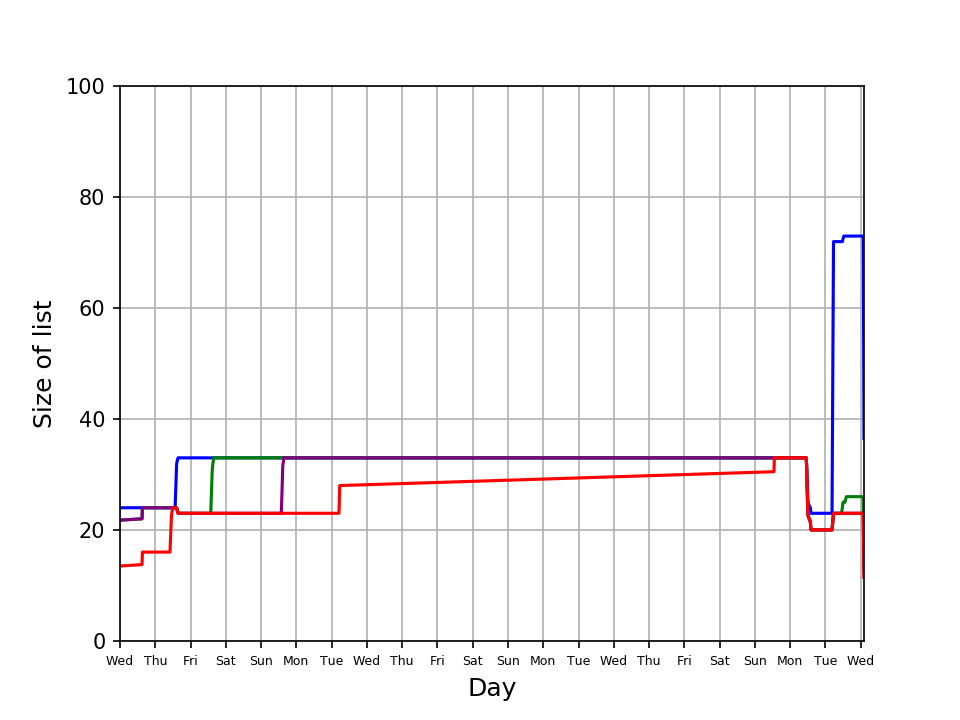 100
80
60
40
20
0
Size of list
Wed Thu Fri Sat Sun Mon Tue Wed Thu Fri Sat Sun Mon Tue Wed Thu Fri Sat Sun Mon Tue Wed
Day